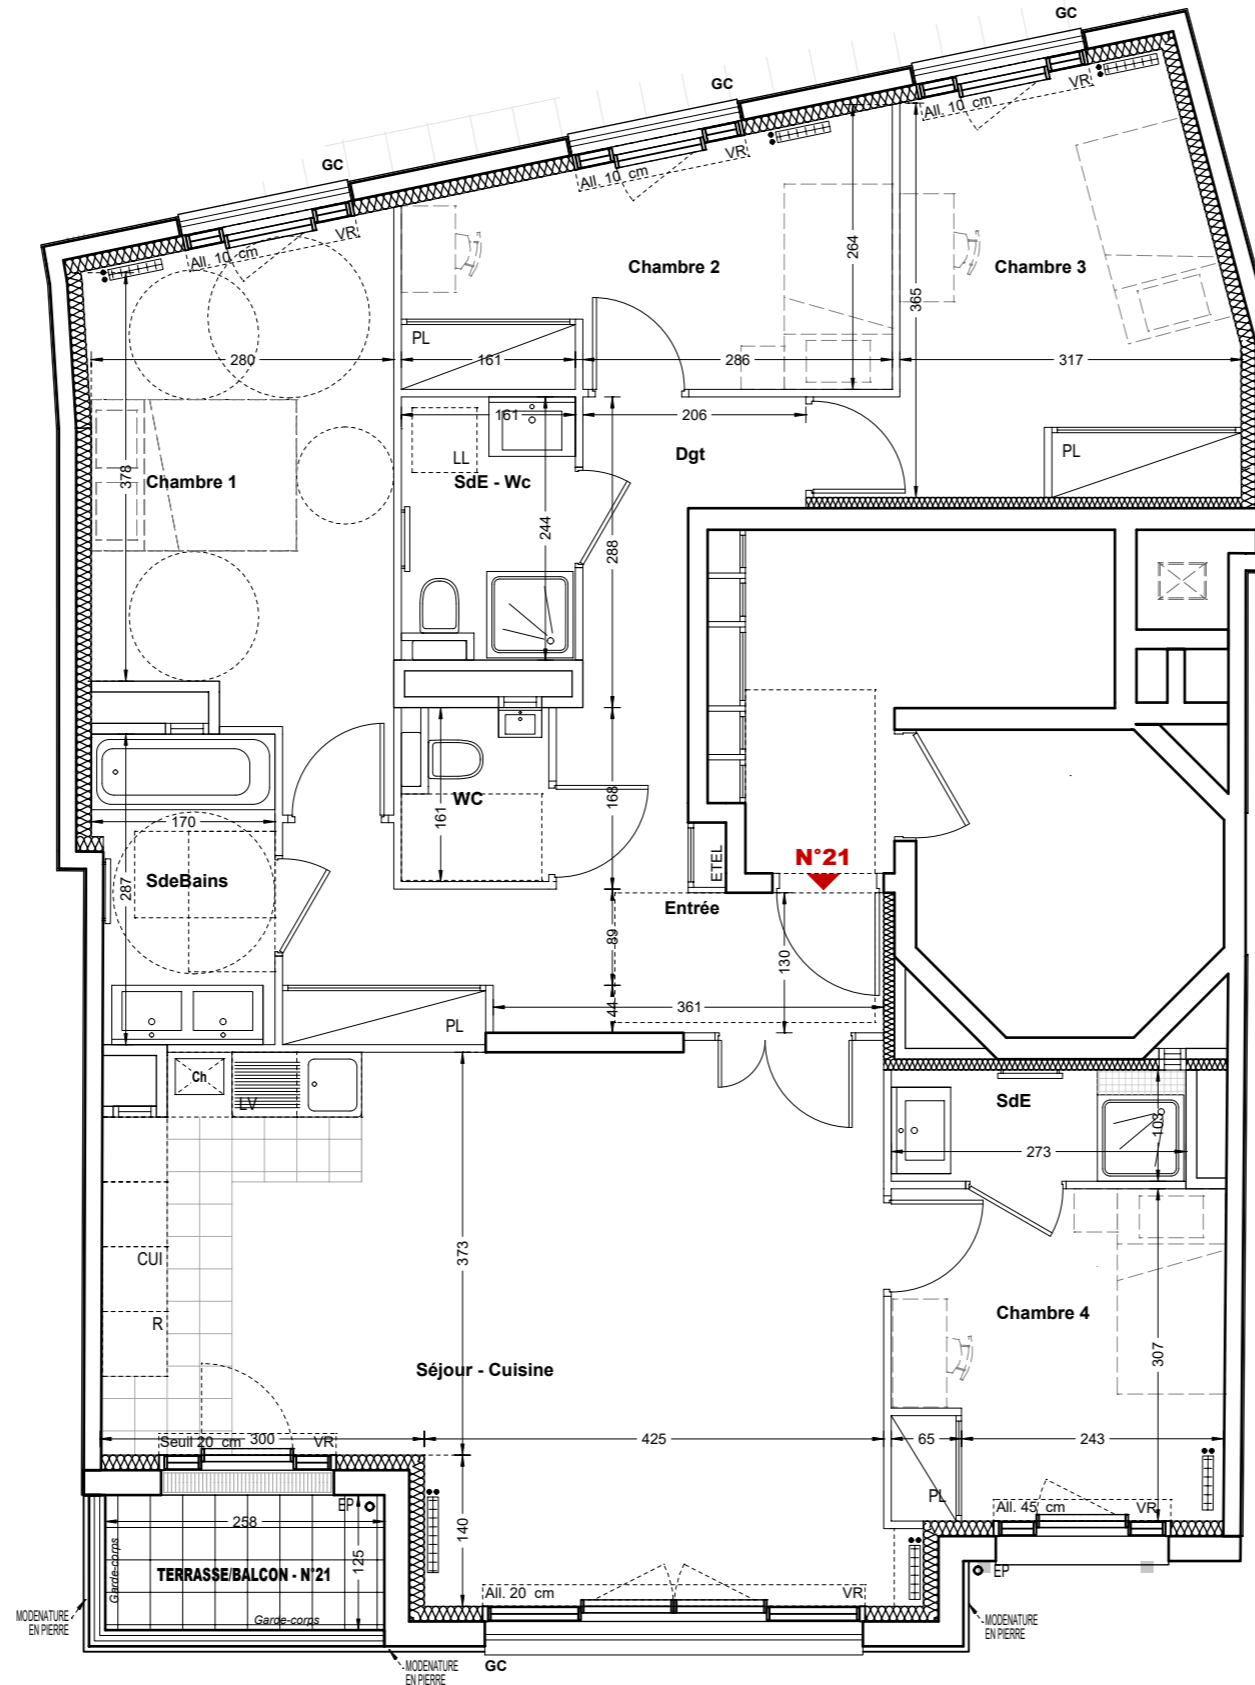 GC
All. 10 cm
VR
GC
All. 10 cm
VR
GC
All. 10 cm
VR
Chambre 2
264
Chambre 3
365
PL
280
161
286
317
378
Chambre 1
161
LL
SdE - Wc
244
206
Dgt
288
PL
WC
161
168
170
SdeBains
287
ETEL
N°21
Entrée
89
130
44
361
PL
Ch
LV
SdE
103
273
373
CUI
R
Chambre 4
307
Séjour - Cuisine
Seuil 20 cm
300
VR
425
65
243
PL
All. 45 cm
VR
EP
258
125
140
TERRASSE/BALCON - N°21
Garde-corps
Garde-corps
All. 20 cm
VR
EP
MODENATURE
EN PIERRE
MODENATURE
EN PIERRE
MODENATURE
EN PIERRE
GC